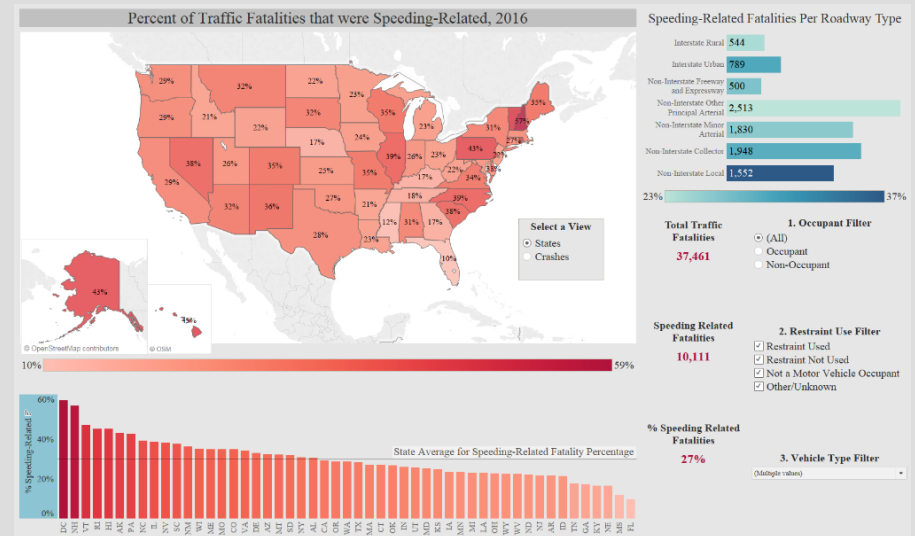 Percent of Traffic Fatalities that were Speeding-Related, 2016
29%
32%
22%
23%
35%
33%
57%
29%
21%
32%
23%
31%
22%
24%
27%
17%
43%
38%
26%
35%
25%
39%
26%
23%
22%
29%
35%
17%
34%
32%
36%
27%
21%
18%
39%
38%
28%
12%
31%
17%
23%
10%
43%
45%
Select a View
States
Crashes
© OpenStreetMap contributors
© OSM
10%
59%
% Speeding-Related F
60%
40%
20%
0%
State Average for Speeding-Related Fatality Percentage
DC
NH
VT
RI
HI
AK
PA
NC
IL
NV
SC
NM
WI
ME
MO
CO
VA
DE
AZ
MT
SD
NY
AL
CA
OR
WA
TX
MA
CT
OK
IN
UT
MD
KS
IA
MN
MI
LA
OH
WY
WV
ND
NJ
AR
ID
TN
GA
KY
NE
MS
FL
Speeding-Related Fatalities Per Roadway Type
Interstate Rural 544
Interstate Urban 789
Non-Interstate Freeway
and Expressway 500
Non-Interstate Other
Principal Arterial 2,513
Non-Interstate Minor
Arterial 1,830
Non-Interstate Collector 1,948
Non-Interstate Local 1,552
23%
37%
Total Traffic
Fatalities
37,461
1. Occupant Filter
(All)
Occupant
Non-Occupant
Speeding Related
Fatalities
10,111
2. Restraint Use Filter
Restraint Used
Restraint Not Used
Not a Motor Vehicle Occupant
Other/Unknown
% Speeding Related
Fatalities
27%
3. Vehicle Type Filter
(Multiple values)